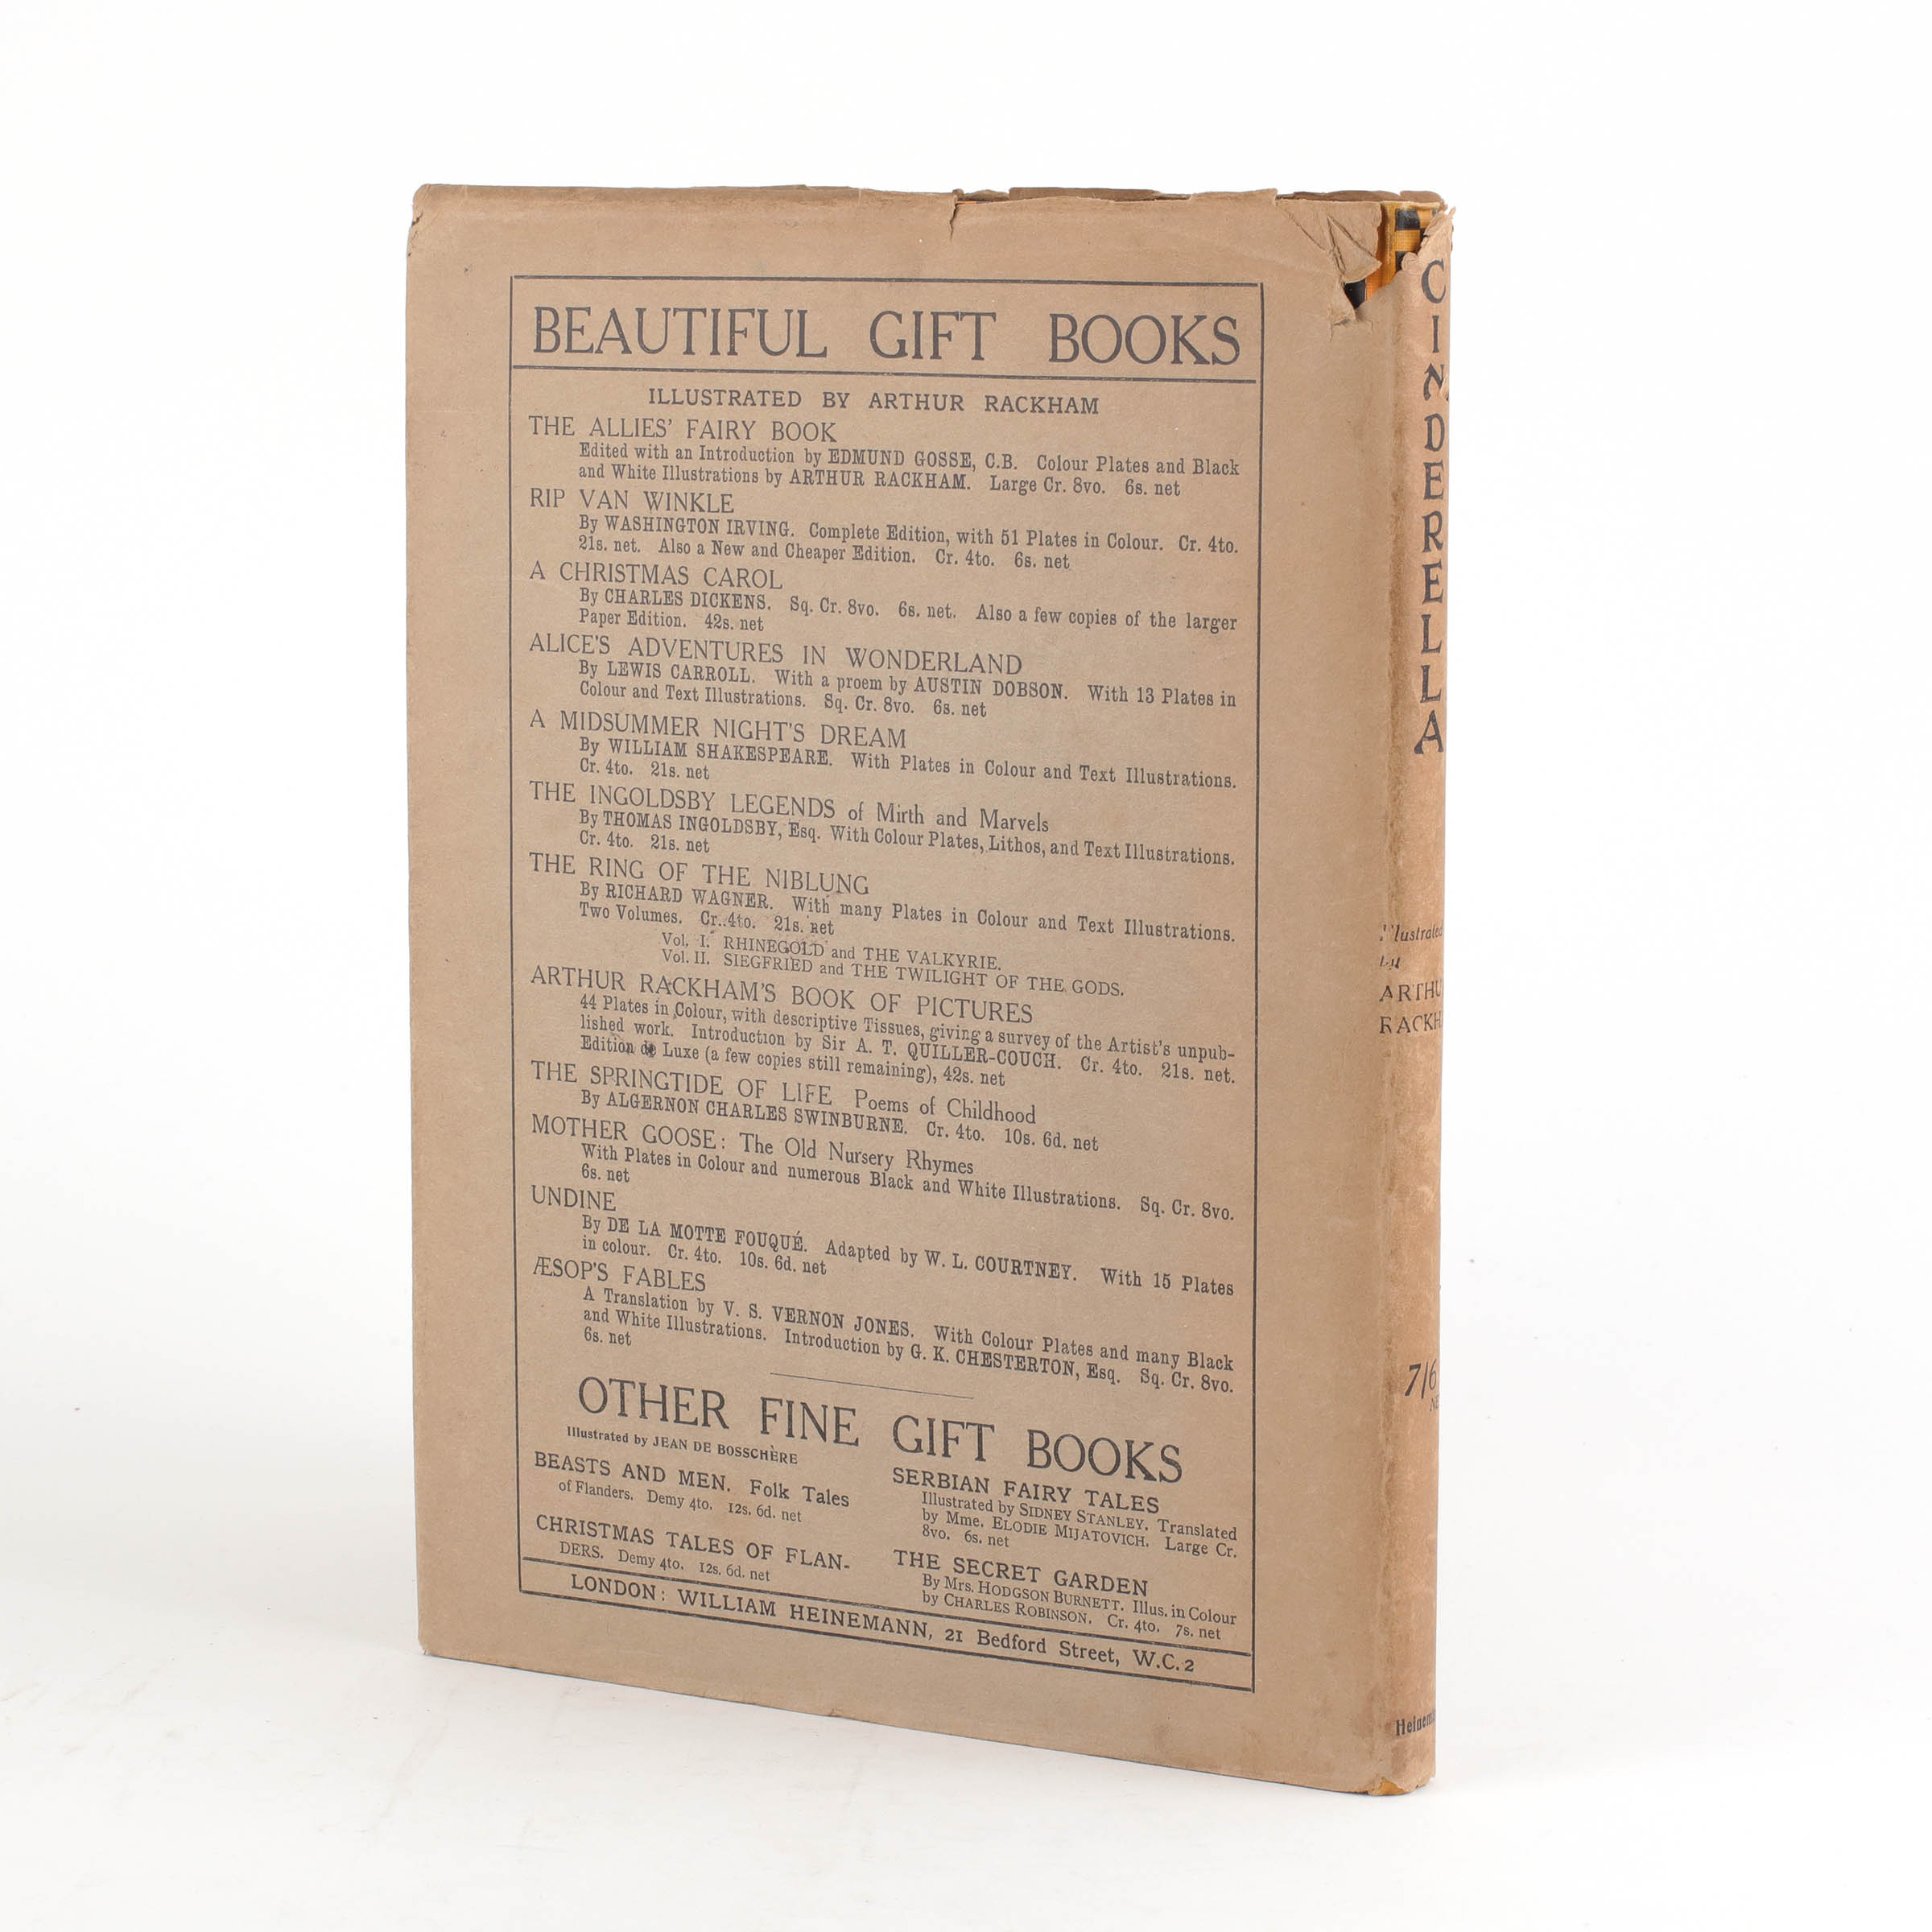 BEAUTIFUL GIFT BOOKS
ILLUSTRATED BY ARTHUR RACKHAM
THE ALLIES' FAIRY BOOK
Edited with an Introduction by EDMUND GOSSE, C.B. Colour Plates and Black
and White Illustrations by ARTHUR RACKHAM. Large Cr. 8vo. 6s. net
RIP VAN WINKLE
By WASHINGTON IRVING. Complete Edition, with 51 Plates in Colour. Cr. 4to.
21s. net. Also a New and Cheaper Edition. Cr. 4to. 6s. net
A CHRISTMAS CAROL
By CHARLES DICKENS. Sq. Cr. 8vo. 6s. net. Also a few copies of the larger
Paper Edition. 42s. net
ALICE'S ADVENTURES IN WONDERLAND
By LEWIS CARROLL. With a proem by AUSTIN DOBSON. With 13 Plates in
Colour and Text Illustrations. Sq. Cr. 8vo. 6s. net
A MIDSUMMER NIGHT'S DREAM
By WILLIAM SHAKESPEARE. With Plates in Colour and Text Illustrations.
Cr. 4to. 21s. net
THE INGOLDSBY LEGENDS of Mirth and Marvels
By THOMAS INGOLDSBY, Esq. With Colour Plates, Lithos, and Text Illustrations.
Cr. 4to. 21s. net
THE RING OF THE NIBLUNG
By RICHARD WAGNER. With many Plates in Colour and Text Illustrations.
Two Volumes. Cr. 4to. 21s. net
Vol. I. RHINEGOLD and THE VALKYRIE.
Vol. II. SIEGFRIED and THE TWILIGHT OF THE GODS.
ARTHUR RACKHAM'S BOOK OF PICTURES
44 Plates in Colour, with descriptive Tissues, giving a survey of the Artist's unpub-
lished work. Introduction by Sir A. T. QUILLER-COUCH. Cr. 4to. 21s. net.
Edition de Luxe (a few copies still remaining), 42s. net
THE SPRINGTIDE OF LIFE Poems of Childhood
By ALGERNON CHARLES SWINBURNE. Cr. 4to. 10s. 6d. net
MOTHER GOOSE: The Old Nursery Rhymes
With Plates in Colour and numerous Black and White Illustrations. Sq. Cr. 8vo.
6s. net
UNDINE
By DE LA MOTTE FOUQUÉ. Adapted by W. L. COURTNEY. With 15 Plates
in colour. Cr. 4to. 10s. 6d. net
ÆSOP'S FABLES
A Translation by V. S. VERNON JONES. With Colour Plates and many Black
and White Illustrations. Introduction by G. K. CHESTERTON, Esq. Sq. Cr. 8vo.
6s. net
OTHER FINE GIFT BOOKS
Illustrated by JEAN DE BOSSCHÈRE
BEASTS AND MEN. Folk Tales
of Flanders. Demy 4to. 12s. 6d. net
CHRISTMAS TALES OF FLAN-
DERS. Demy 4to. 12s. 6d. net
SERBIAN FAIRY TALES
Illustrated by SIDNEY STANLEY. Translated
by Mme. ELODIE MIJATOVICH. Large Cr.
8vo. 6s. net
THE SECRET GARDEN
By Mrs. HODGSON BURNETT. Illus. in Colour
by CHARLES ROBINSON. Cr. 4to. 7s. net
LONDON: WILLIAM HEINEMANN, 21 Bedford Street, W.C.2
CINDERELLA
Illustrated
by
ARTHU
RACKH
7/6
NE
Heinem